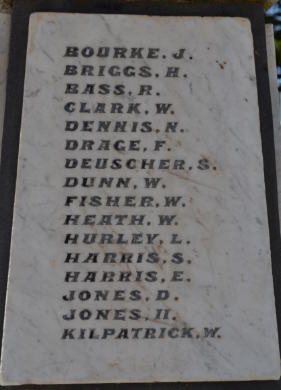 BOURKE. J.
BRIGGS. H.
BASS. R.
CLARK. W.
DENNIS. N.
DRAGE. F.
DEUSCHER. S.
DUNN. W.
FISHER. W.
HEATH. W.
HURLEY. L.
HARRIS. S.
HARRIS. E.
JONES. D.
JONES. H.
KILPATRICK. W.